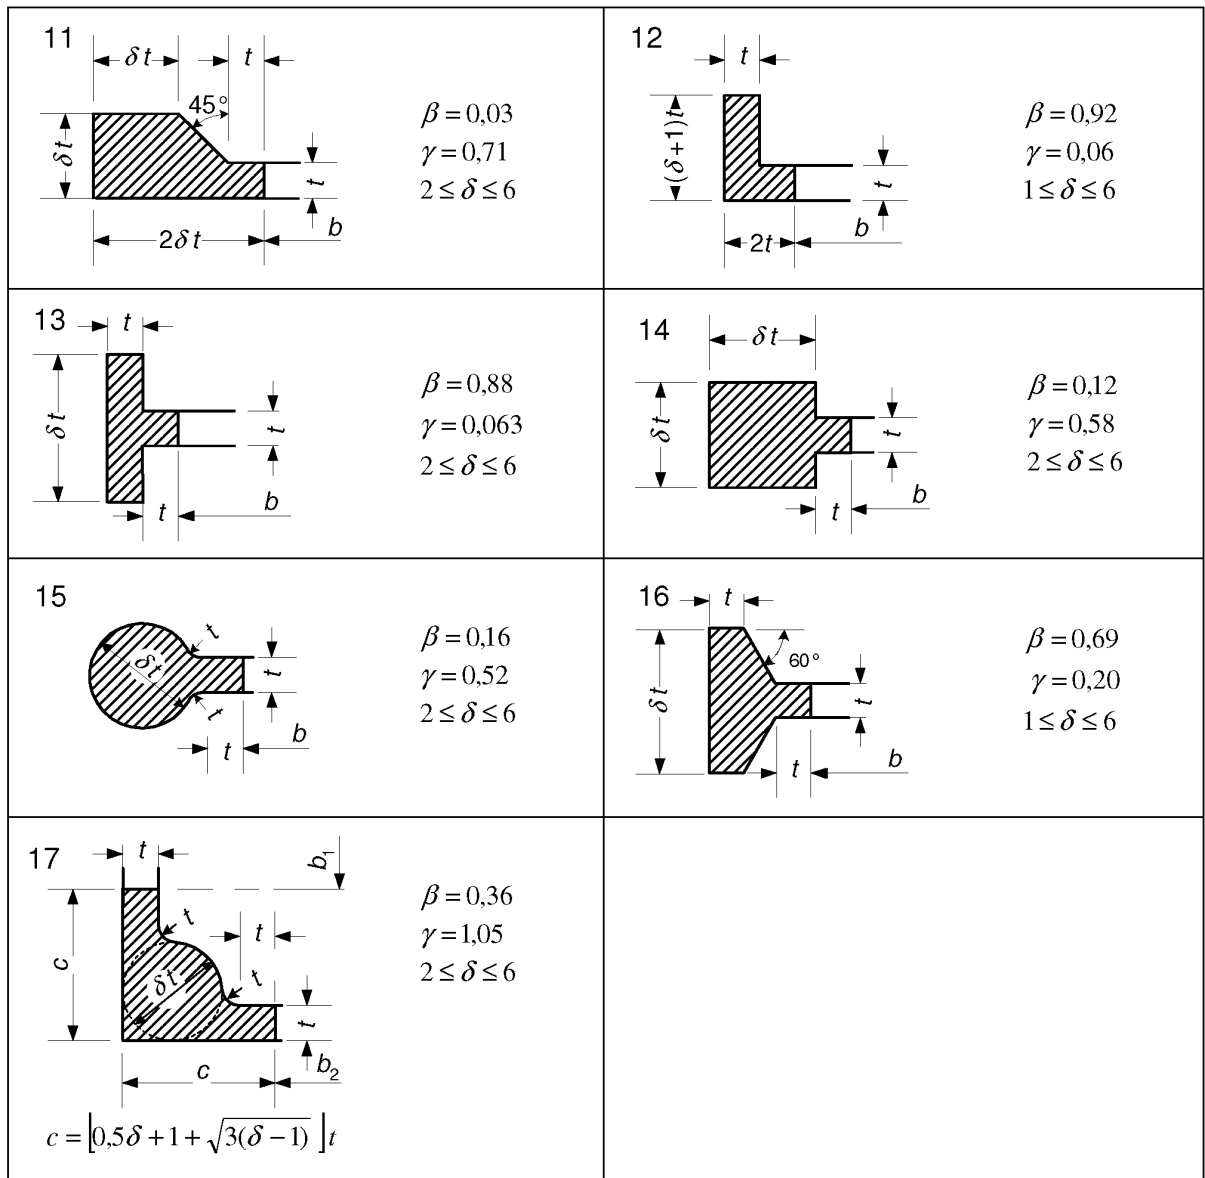 11
δt
t
45°
δt
t
2δt
b
β = 0,03
γ = 0,71
2 ≤ δ ≤ 6
12
t
(δ+1)t
t
2t
b
β = 0,92
γ = 0,06
1 ≤ δ ≤ 6
13
t
δt
t
t
b
β = 0,88
γ = 0,063
2 ≤ δ ≤ 6
14
δt
δt
t
t
b
β = 0,12
γ = 0,58
2 ≤ δ ≤ 6
15
t
δt
t
t
t
b
β = 0,16
γ = 0,52
2 ≤ δ ≤ 6
16
t
60°
δt
t
t
b
β = 0,69
γ = 0,20
1 ≤ δ ≤ 6
17
t
b₁
t
t
c
δt
t
t
c
b₂
β = 0,36
γ = 1,05
2 ≤ δ ≤ 6
c = [0,5δ + 1 + √3(δ − 1) ]t